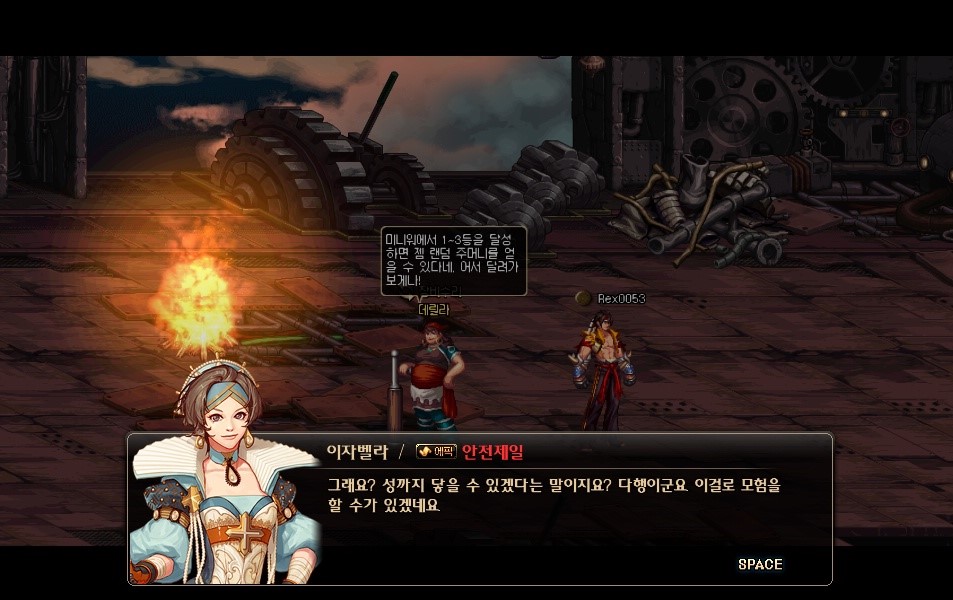 미니워에서 1~3등을 달성
하면 젬 랜덤 주머니를 얻
을 수 있다네. 어서 달려가
보게나!
데릴라
Rex0053
이자벨라 / 에픽 안전제일
그래요? 성까지 닿을 수 있겠다는 말이지요? 다행이군요. 이걸로 모험을
할 수가 있겠네요.
SPACE